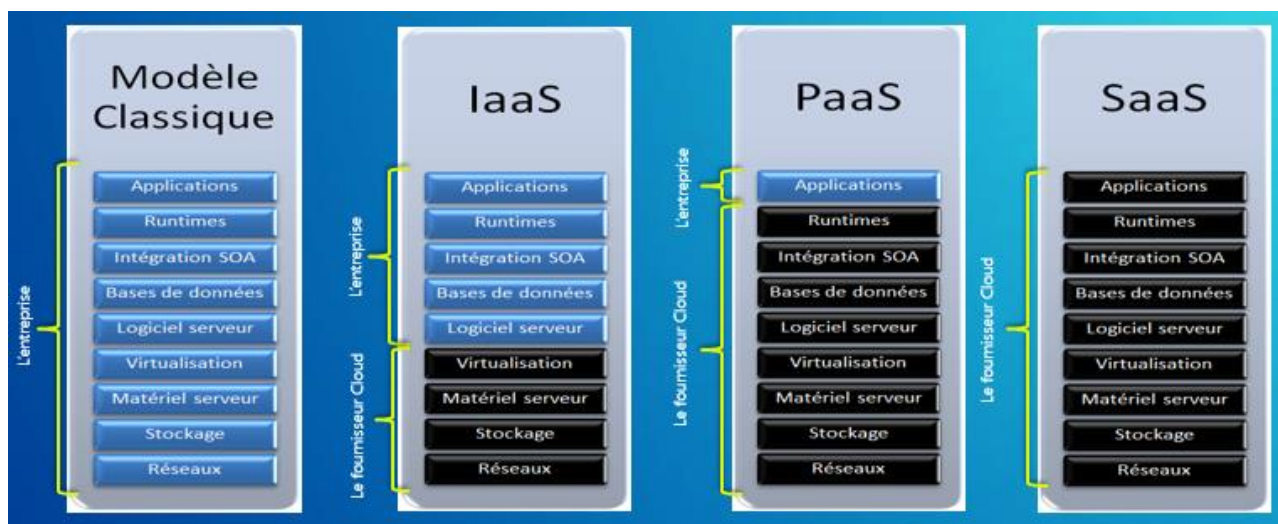 Modèle
Classique
Applications
Runtimes
Intégration SOA
Bases de données
Logiciel serveur
Virtualisation
Matériel serveur
Stockage
Réseaux
L'entreprise
IaaS
Applications
Runtimes
Intégration SOA
Bases de données
Logiciel serveur
Virtualisation
Matériel serveur
Stockage
Réseaux
L'entreprise
Le fournisseur Cloud
PaaS
Applications
Runtimes
Intégration SOA
Bases de données
Logiciel serveur
Virtualisation
Matériel serveur
Stockage
Réseaux
L'entreprise
Le fournisseur Cloud
SaaS
Applications
Runtimes
Intégration SOA
Bases de données
Logiciel serveur
Virtualisation
Matériel serveur
Stockage
Réseaux
Le fournisseur Cloud